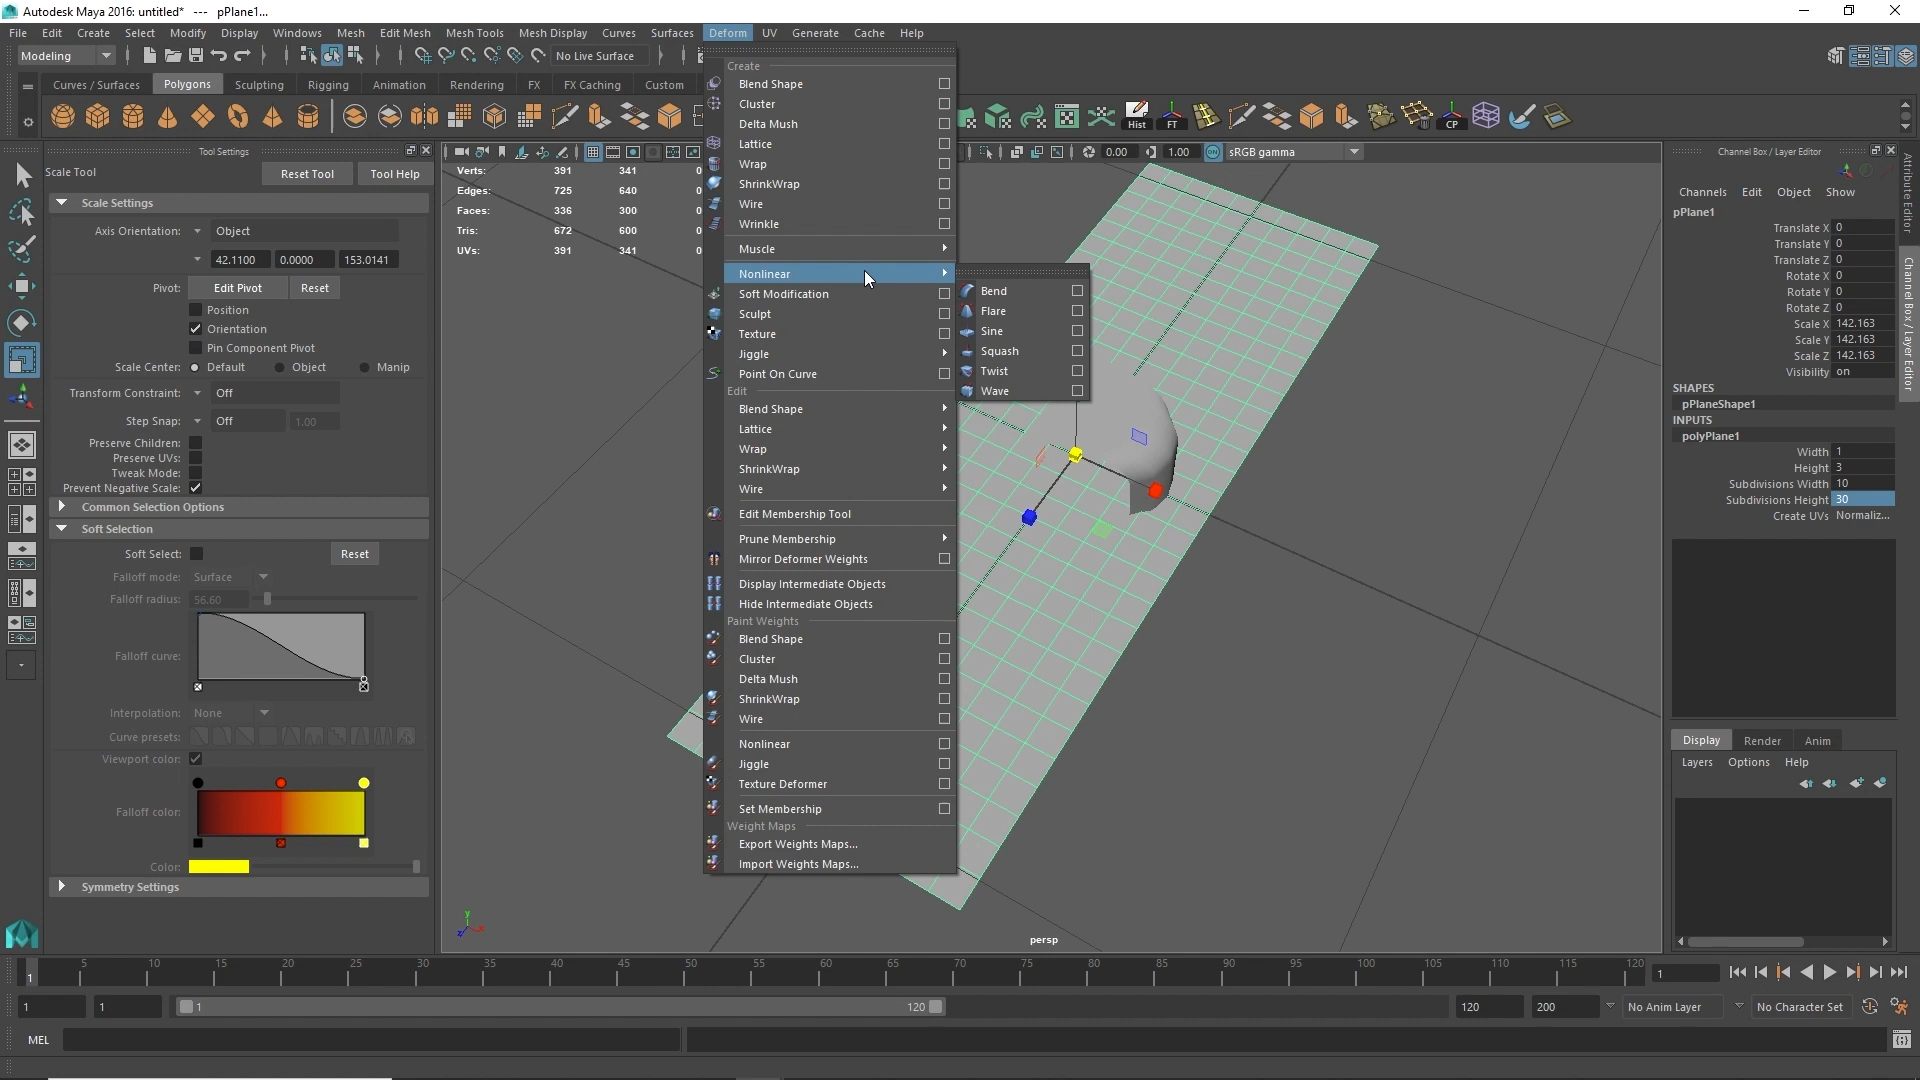 Autodesk Maya 2016: untitled* --- pPlane1...
File Edit Create Select Modify Display Windows Mesh Edit Mesh Mesh Tools Mesh Display Curves Surfaces Deform UV Generate Cache Help
Modeling No Live Surface
Curves / Surfaces Polygons Sculpting Rigging Animation Rendering FX FX Caching Custom
Hist FT CP
Tool Settings
Scale Tool Reset Tool Tool Help
Scale Settings
Axis Orientation: Object
42.1100 0.0000 153.0141
Pivot: Edit Pivot Reset
Position
Orientation
Pin Component Pivot
Scale Center: Default Object Manip
Transform Constraint: Off
Step Snap: Off 1.00
Preserve Children:
Preserve UVs:
Tweak Mode:
Prevent Negative Scale:
Common Selection Options
Soft Selection
Soft Select: Reset
Falloff mode: Surface
Falloff radius: 56.60
Falloff curve:
Interpolation: None
Curve presets:
Viewport color:
Falloff color:
Color:
Symmetry Settings
0.00 1.00 sRGB gamma
Verts: 391 341 0
Edges: 725 640 0
Faces: 336 300 0
Tris: 672 600 0
UVs: 391 341 0
Create
Blend Shape
Cluster
Delta Mush
Lattice
Wrap
ShrinkWrap
Wire
Wrinkle
Muscle
Nonlinear
Soft Modification
Sculpt
Texture
Jiggle
Point On Curve
Edit
Blend Shape
Lattice
Wrap
ShrinkWrap
Wire
Edit Membership Tool
Prune Membership
Mirror Deformer Weights
Display Intermediate Objects
Hide Intermediate Objects
Paint Weights
Blend Shape
Cluster
Delta Mush
ShrinkWrap
Wire
Nonlinear
Jiggle
Texture Deformer
Set Membership
Weight Maps
Export Weights Maps...
Import Weights Maps...
Bend
Flare
Sine
Squash
Twist
Wave
y
z x
persp
Channel Box / Layer Editor
Channels Edit Object Show
pPlane1
Translate X 0
Translate Y 0
Translate Z 0
Rotate X 0
Rotate Y 0
Rotate Z 0
Scale X 142.163
Scale Y 142.163
Scale Z 142.163
Visibility on
SHAPES
pPlaneShape1
INPUTS
polyPlane1
Width 1
Height 3
Subdivisions Width 10
Subdivisions Height 30
Create UVs Normaliz...
Display Render Anim
Layers Options Help
Attribute Editor
Channel Box / Layer Editor
1 5 10 15 20 25 30 35 40 45 50 55 60 65 70 75 80 85 90 95 100 105 110 115 120 1
1 1 1 120 120 200 No Anim Layer No Character Set
MEL